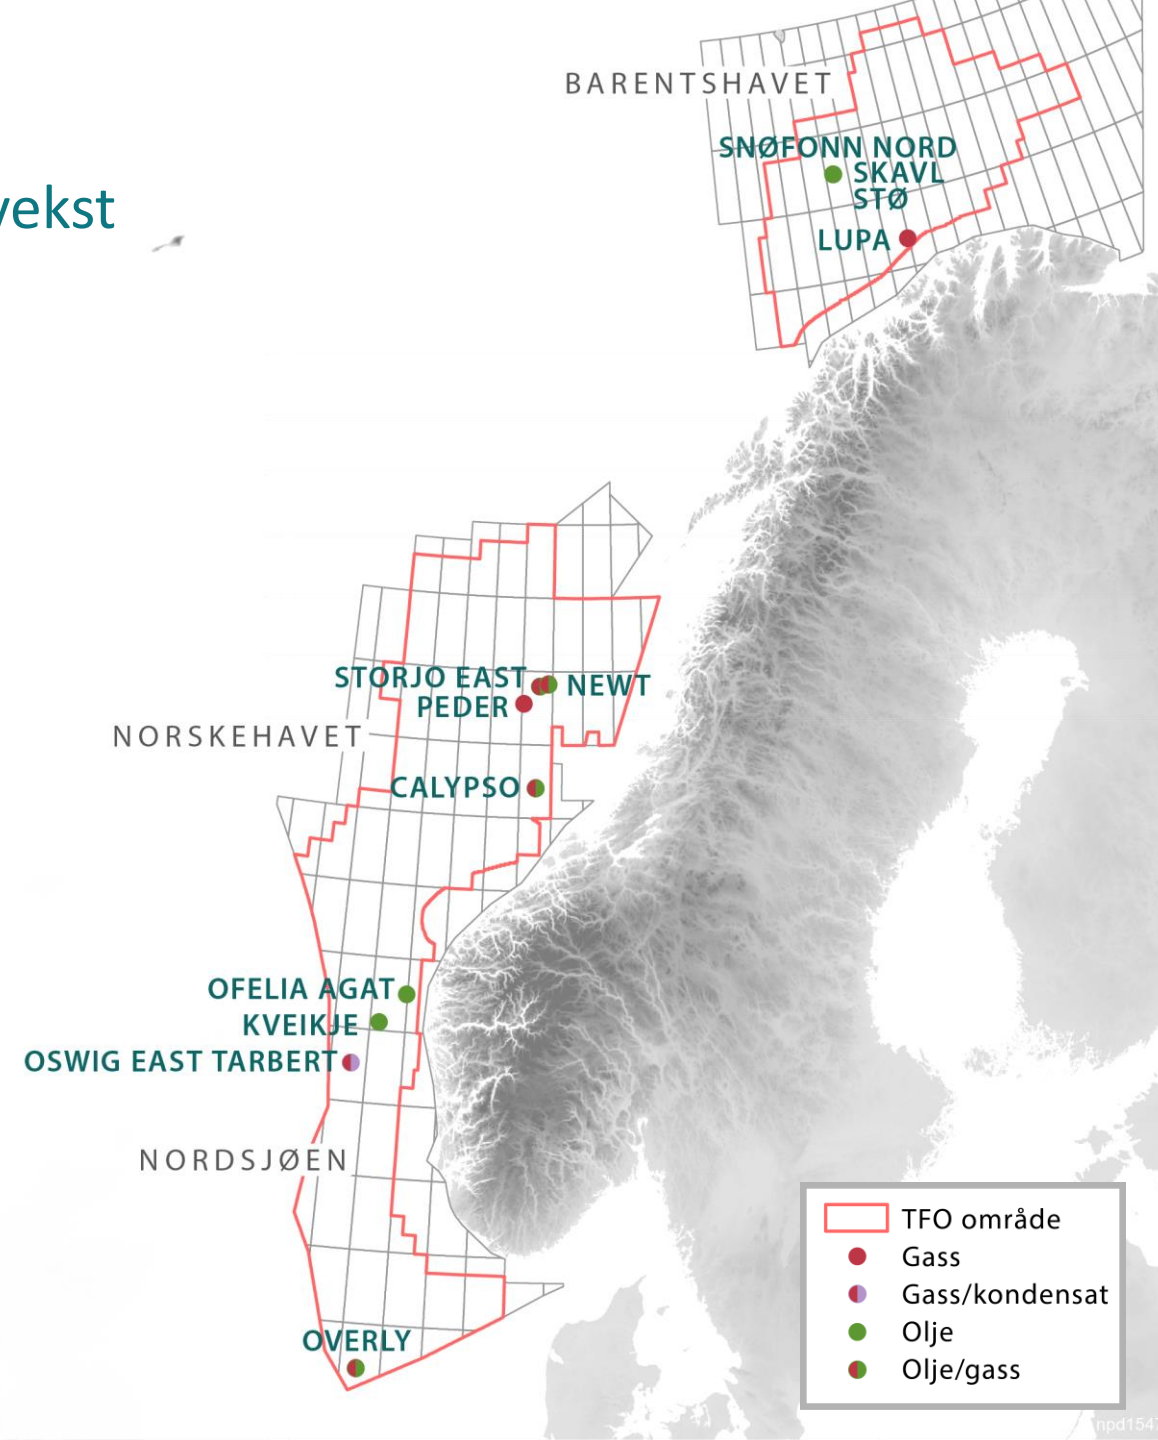 BARENTSHAVET
SNØFONN NORD
SKAVL
STØ
vekst
LUPA
STORJO EAST
NEWT
PEDER
NORSKEHAVET
CALYPSO
OFELIA AGAT
KVEIKJE
OSWIG EAST TARBERT
NORDSJØEN
TFO område
Gass
Gass/kondensat
Olje
OVERLY
Olje/gass
npd1547